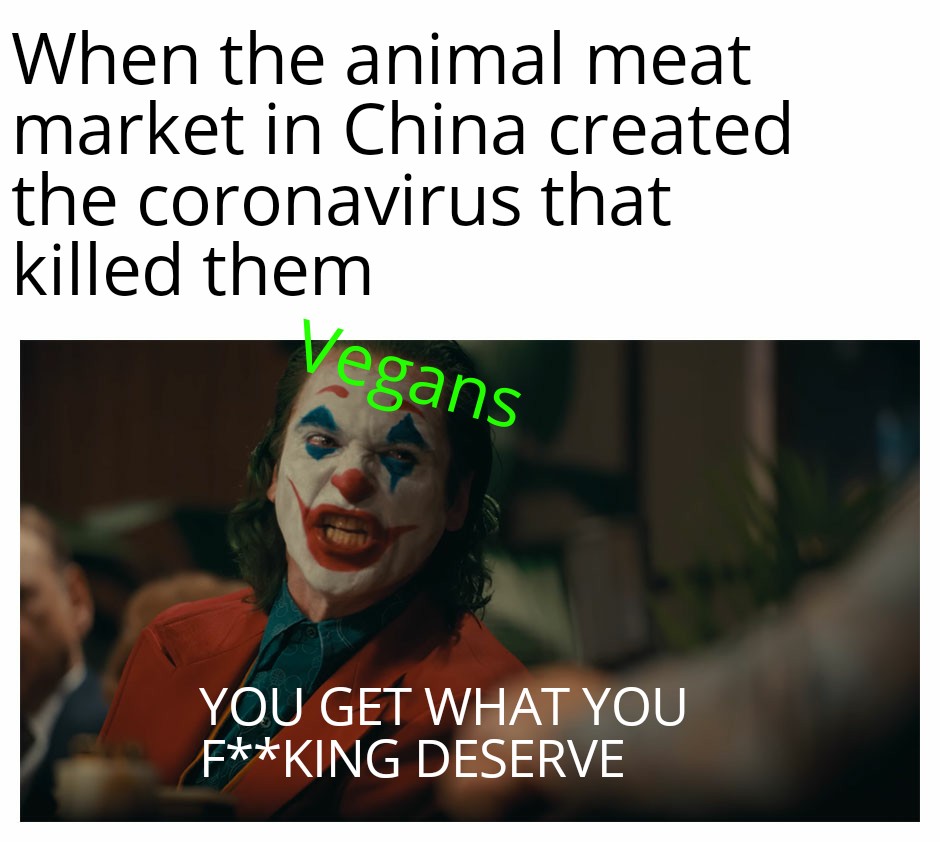 When the animal meat
market in China created
the coronavirus that
killed them
Vegans
YOU GET WHAT YOU
F**KING DESERVE